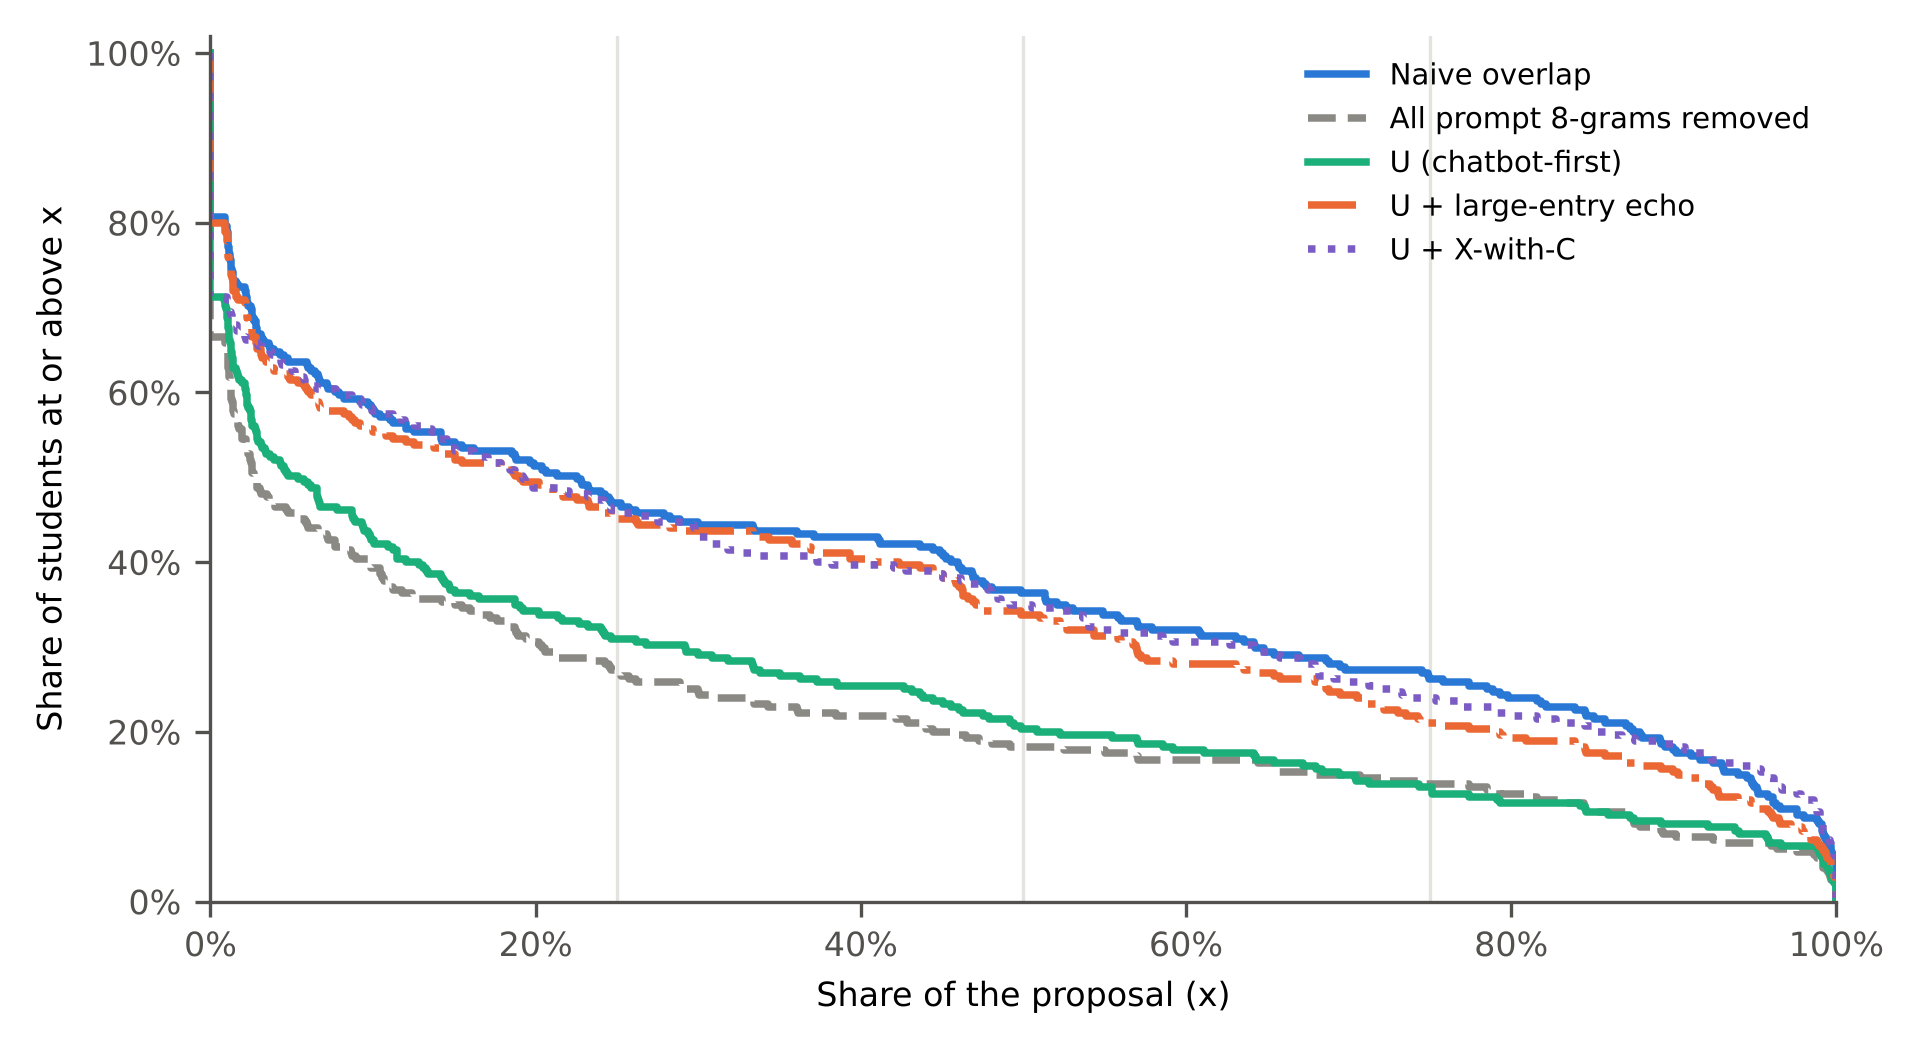 100%
80%
60%
40%
20%
0%
Share of students at or above x
Naive overlap
All prompt 8-grams removed
U (chatbot-first)
U + large-entry echo
U + X-with-C
0%
20%
40%
60%
80%
100%
Share of the proposal (x)